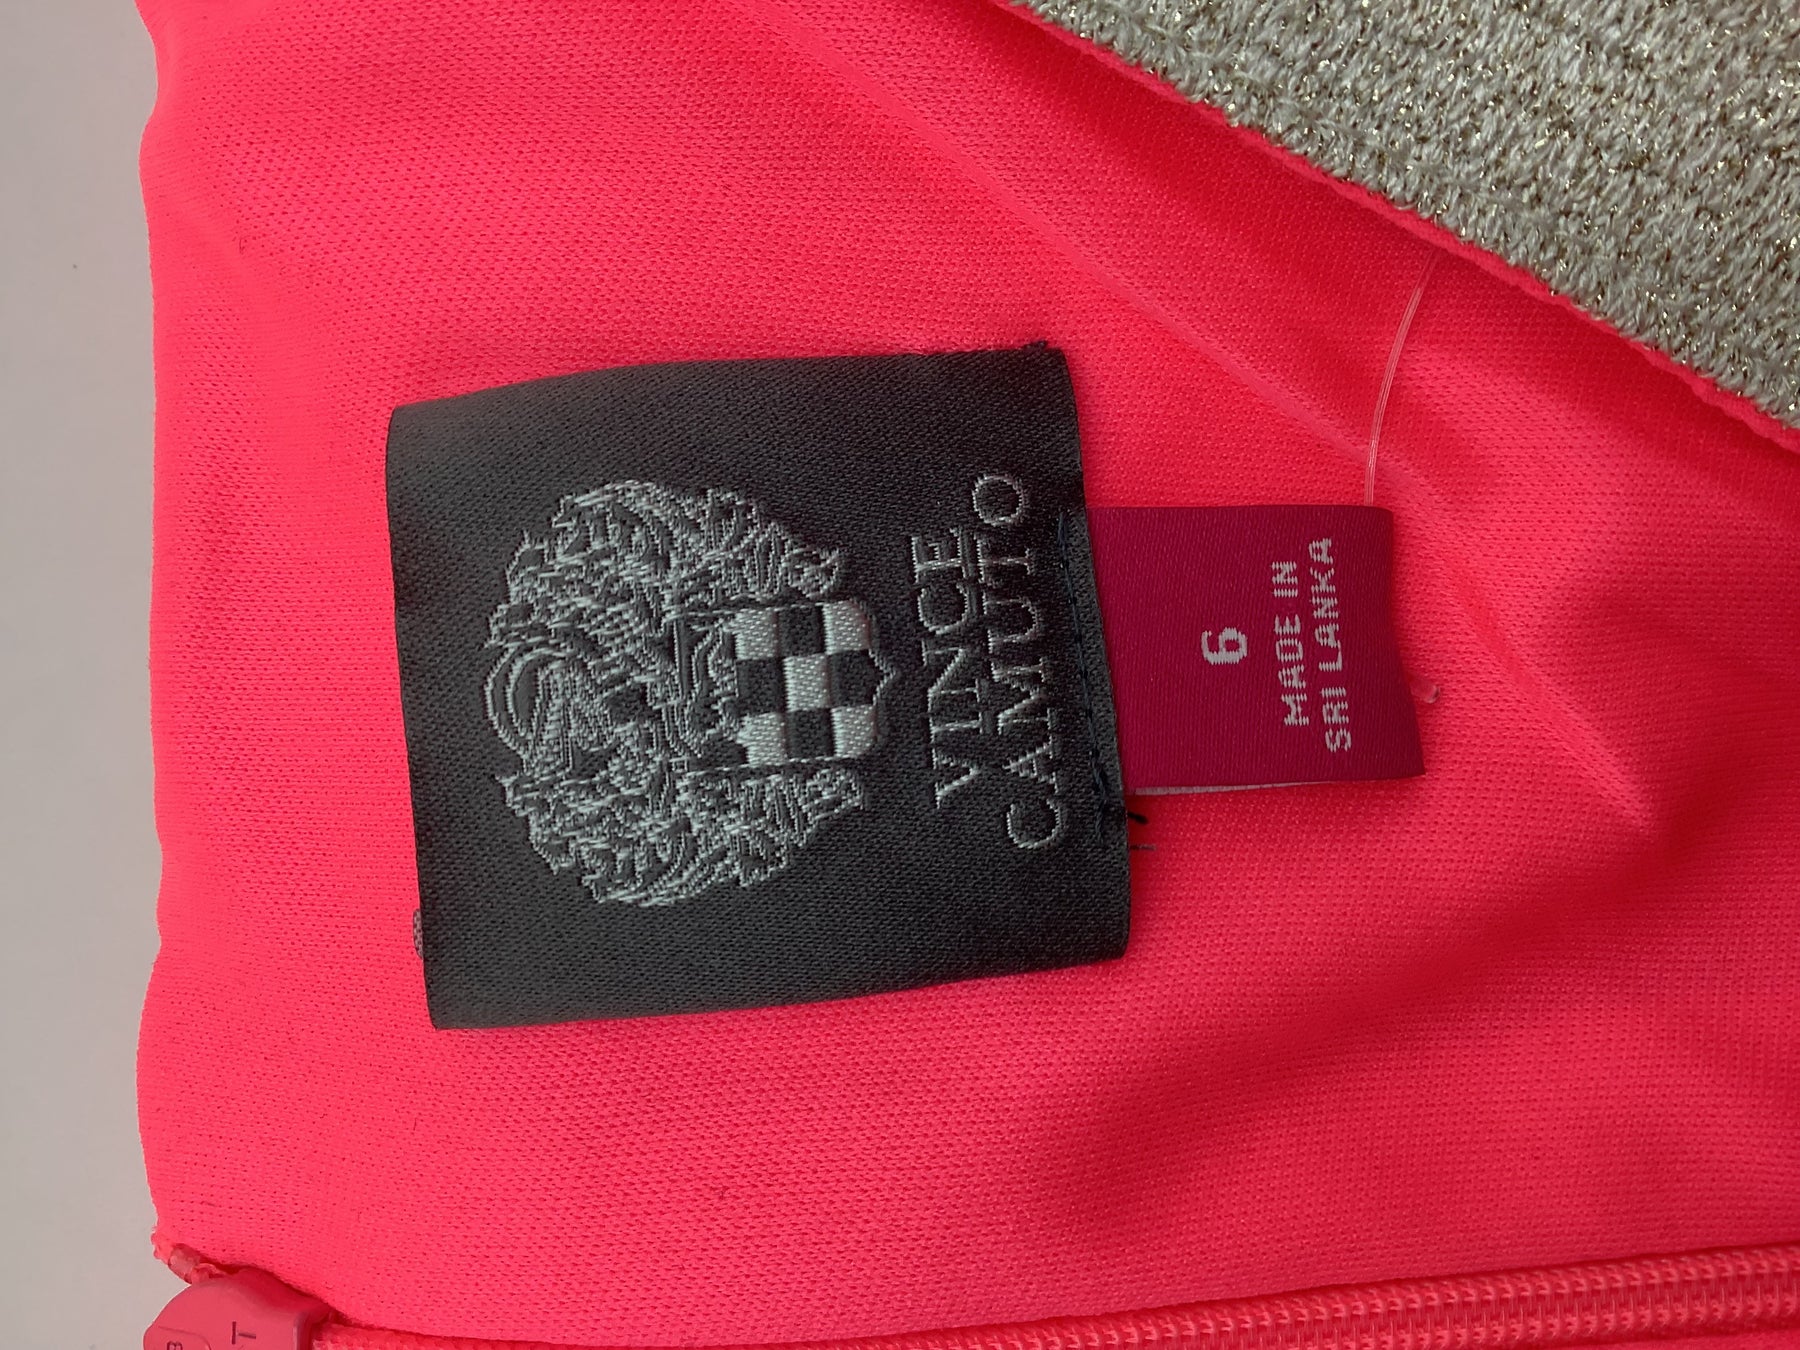 VINCE
CAMUTO
6
MADE IN
SRI LANKA